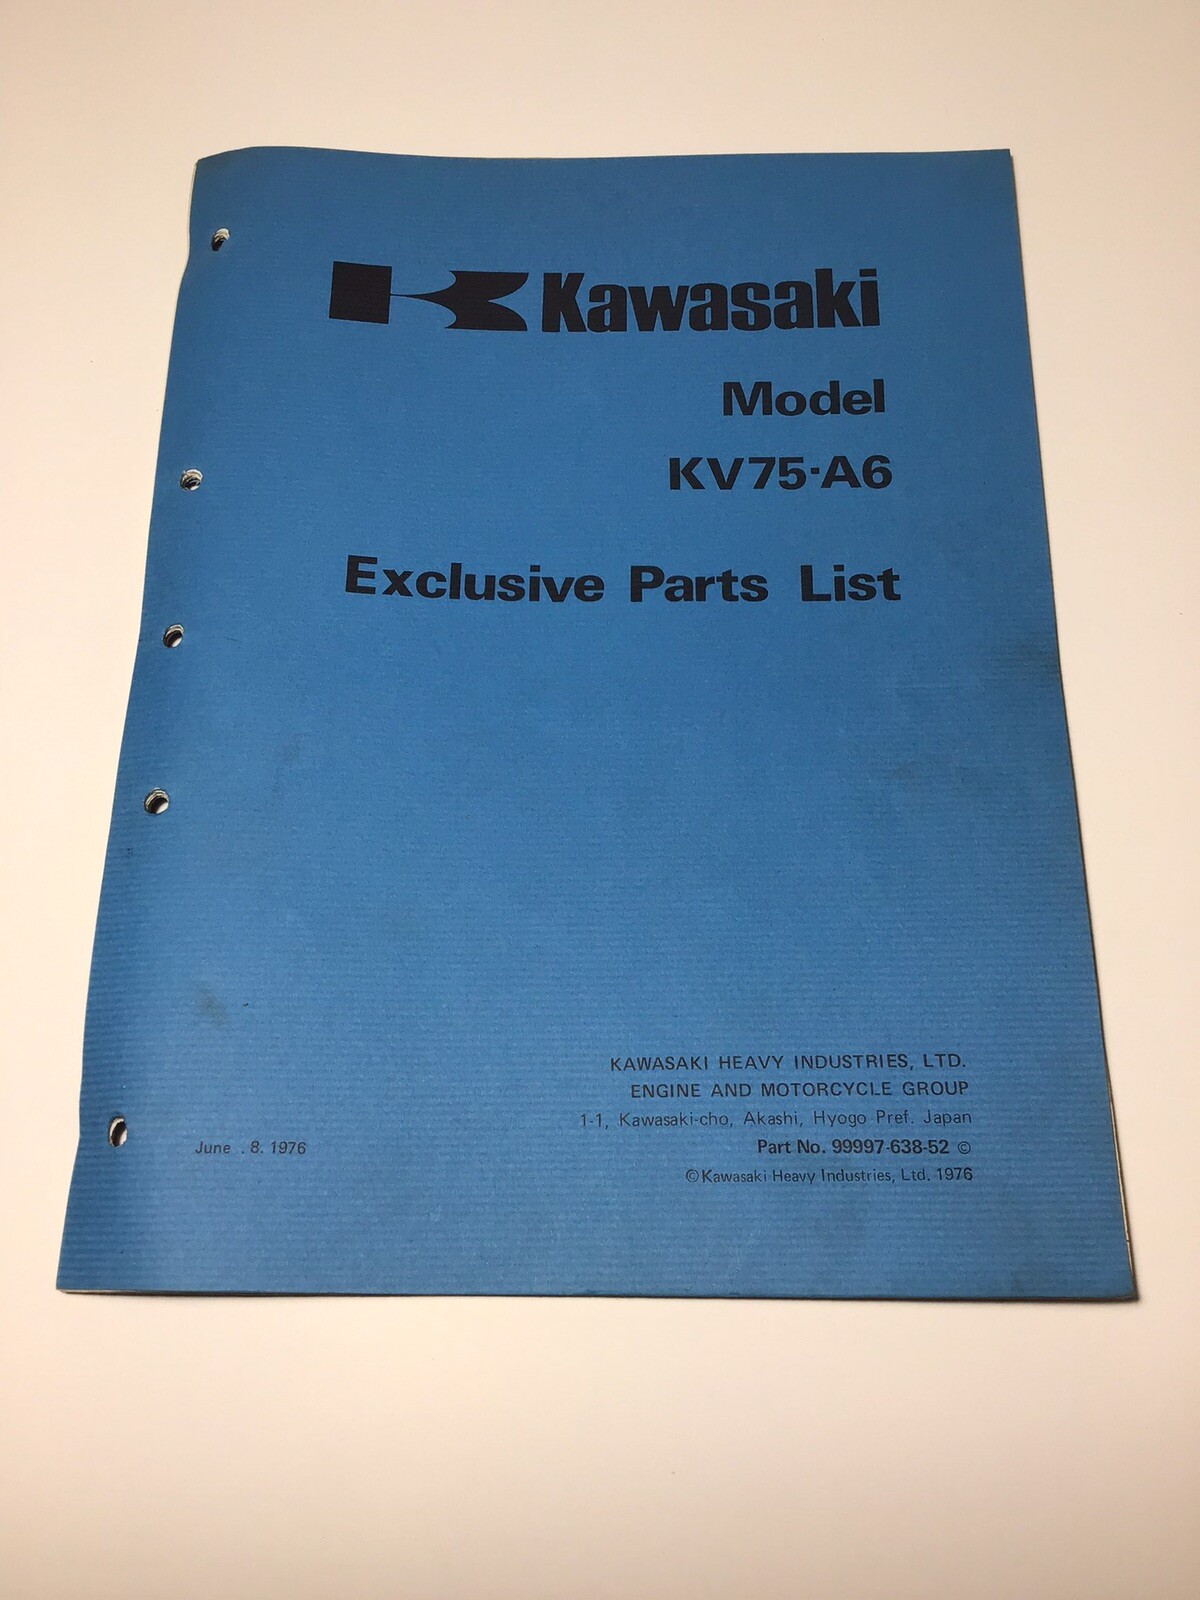 Kawasaki
Model
KV75-A6
Exclusive Parts List
KAWASAKI HEAVY INDUSTRIES, LTD.
ENGINE AND MOTORCYCLE GROUP
1-1, Kawasaki-cho, Akashi, Hyogo Pref. Japan
June . 8. 1976
Part No. 99997-638-52 ©
©Kawasaki Heavy Industries, Ltd. 1976